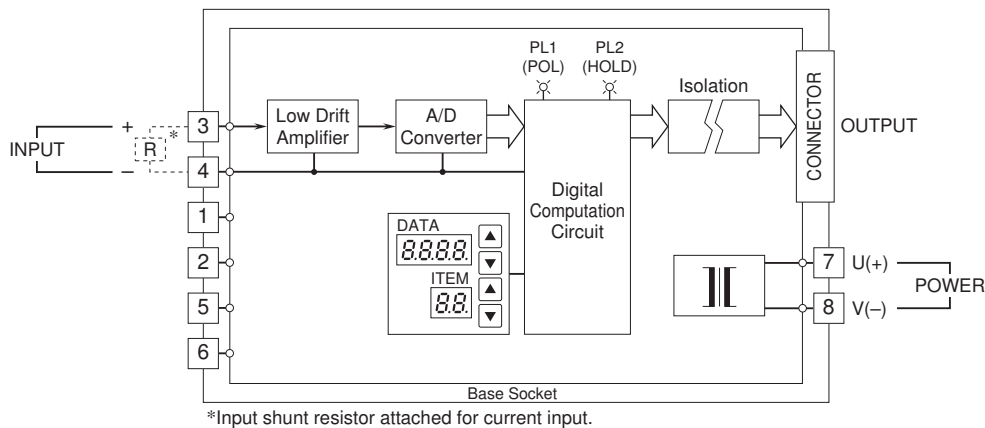 PL1
(POL)
PL2
(HOLD)
Isolation
Low Drift
Amplifier
A/D
Converter
CONNECTOR
OUTPUT
INPUT
+
–
R
*
3
4
1
2
5
6
Digital
Computation
Circuit
DATA
8.8.8.8.
ITEM
8.8.
7
U(+)
8
V(–)
POWER
Base Socket
*Input shunt resistor attached for current input.